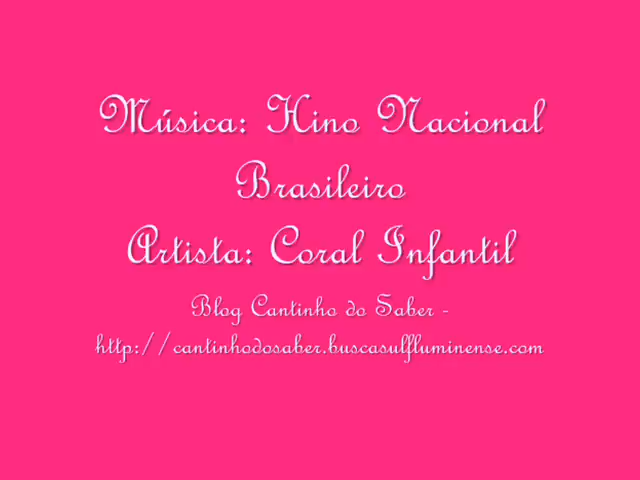 Música: Hino Nacional
Brasileiro
Artista: Coral Infantil
Blog Cantinho do Saber -
http://cantinhodosaber.buscasulfluminense.com